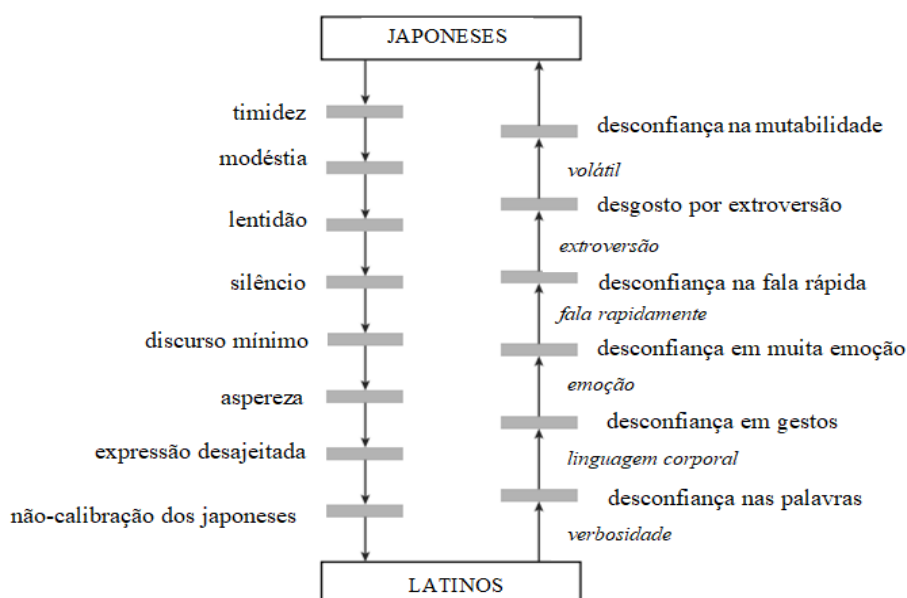 JAPONESES
timidez
modéstia
lentidão
silêncio
discurso mínimo
aspereza
expressão desajeitada
não-calibração dos japoneses
desconfiança na mutabilidade
volátil
desgosto por extroversão
extroversão
desconfiança na fala rápida
fala rapidamente
desconfiança em muita emoção
emoção
desconfiança em gestos
linguagem corporal
desconfiança nas palavras
verbosidade
LATINOS